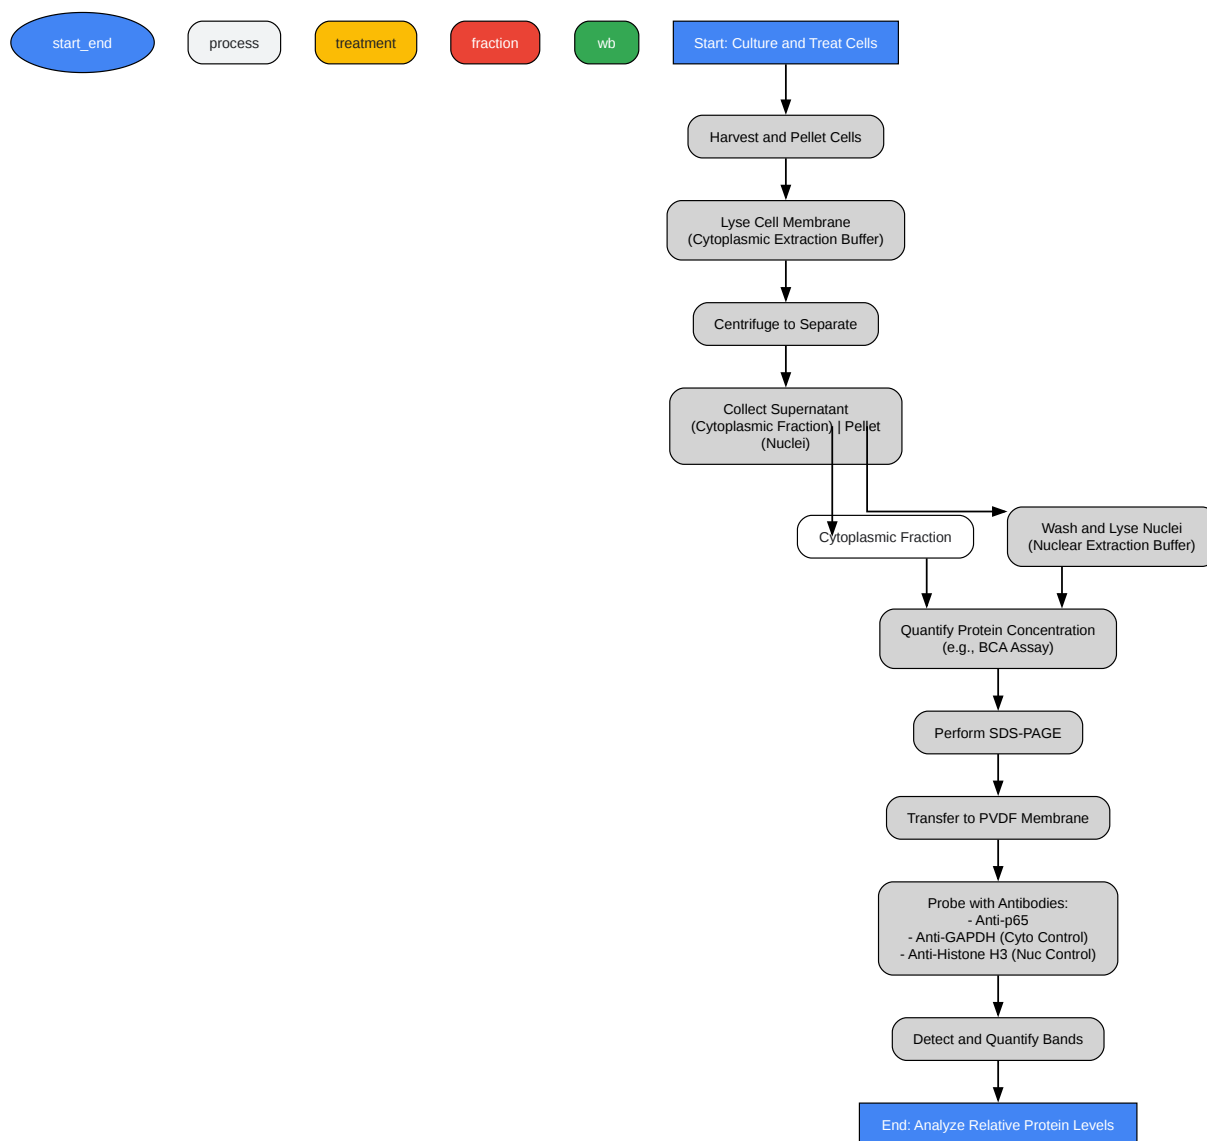 start_end
process
treatment
fraction
wb
Start: Culture and Treat Cells
Harvest and Pellet Cells
Lyse Cell Membrane
(Cytoplasmic Extraction Buffer)
Centrifuge to Separate
Collect Supernatant
(Cytoplasmic Fraction) | Pellet
(Nuclei)
Cytoplasmic Fraction
Wash and Lyse Nuclei
(Nuclear Extraction Buffer)
Quantify Protein Concentration
(e.g., BCA Assay)
Perform SDS-PAGE
Transfer to PVDF Membrane
Probe with Antibodies:
- Anti-p65
- Anti-GAPDH (Cyto Control)
- Anti-Histone H3 (Nuc Control)
Detect and Quantify Bands
End: Analyze Relative Protein Levels